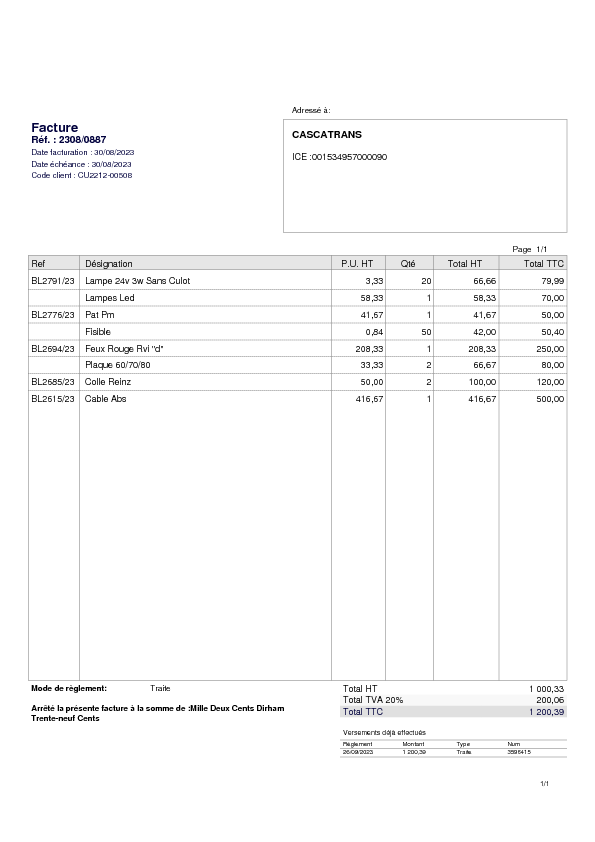 Adressé à:
Facture
Réf. : 2308/0887
Date facturation : 30/08/2023
Date échéance : 30/08/2023
Code client : CU2212-00508
CASCATRANS
ICE :001534957000090
Page 1/1
Ref Désignation P.U. HT Qté Total HT Total TTC
BL2791/23 Lampe 24v 3w Sans Culot 3,33 20 66,66 79,99
Lampes Led 58,33 1 58,33 70,00
BL2776/23 Pat Pm 41,67 1 41,67 50,00
Fisible 0,84 50 42,00 50,40
BL2694/23 Feux Rouge Rvi "d" 208,33 1 208,33 250,00
Plaque 60/70/80 33,33 2 66,67 80,00
BL2685/23 Colle Reinz 50,00 2 100,00 120,00
BL2615/23 Cable Abs 416,67 1 416,67 500,00
Mode de règlement: Traite
Total HT 1 000,33
Total TVA 20% 200,06
Total TTC 1 200,39
Arrêté la présente facture à la somme de :Mille Deux Cents Dirham
Trente-neuf Cents
Versements déjà effectués
Règlement Montant Type Num
26/09/2023 1 200,39 Traite 3596415
1/1